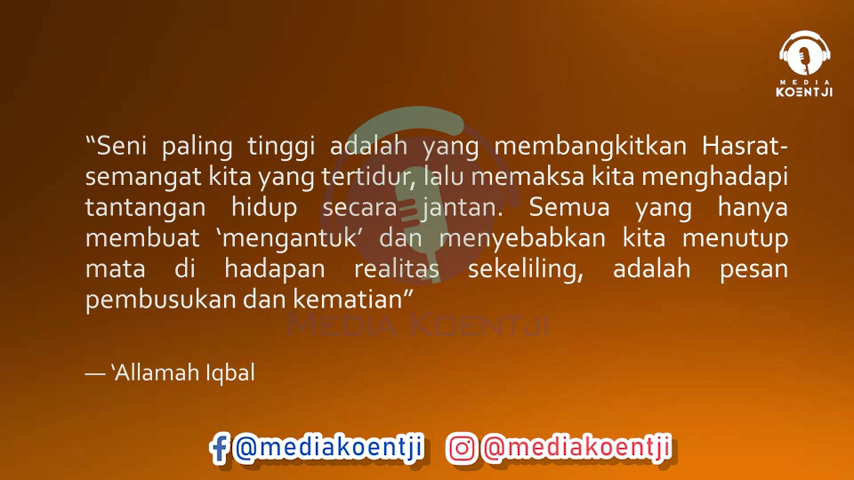 MEDIA
KOENTJI
“Seni paling tinggi adalah yang membangkitkan Hasrat-
semangat kita yang tertidur, lalu memaksa kita menghadapi
tantangan hidup secara jantan. Semua yang hanya
membuat ‘mengantuk’ dan menyebabkan kita menutup
mata di hadapan realitas sekeliling, adalah pesan
pembusukan dan kematian”
MEDIA KOENTJI
— ‘Allamah Iqbal
@mediakoentji @mediakoentji